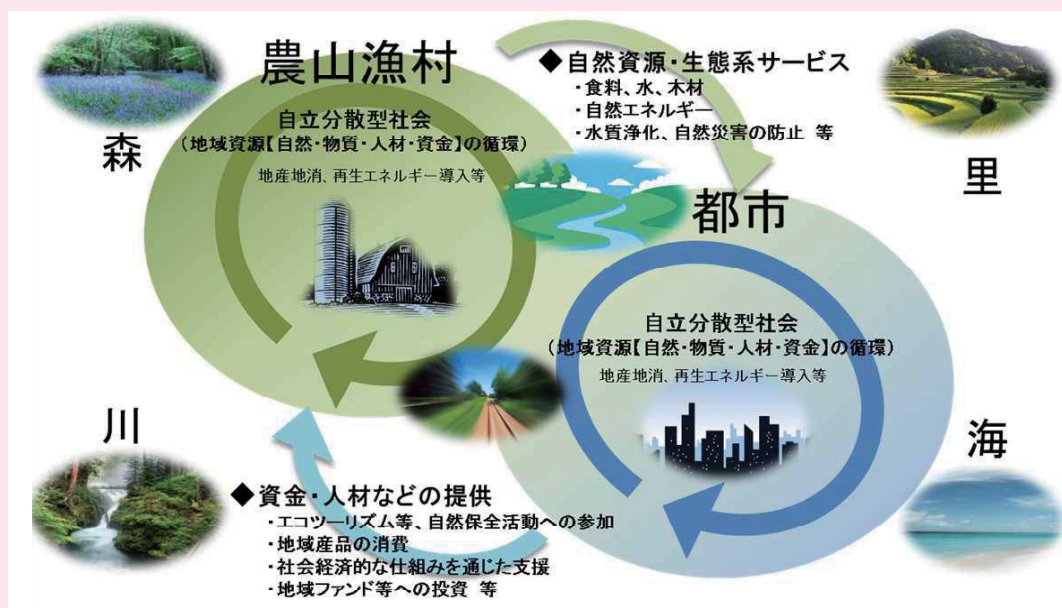 農山漁村
森
自立分散型社会
(地域資源【自然・物質・人材・資金】の循環)
地産地消、再生エネルギー導入等
◆自然資源・生態系サービス
・食料、水、木材
・自然エネルギー
・水質浄化、自然災害の防止 等
里
都市
自立分散型社会
(地域資源【自然・物質・人材・資金】の循環)
地産地消、再生エネルギー導入等
川
海
◆資金・人材などの提供
・エコツーリズム等、自然保全活動への参加
・地域産品の消費
・社会経済的な仕組みを通じた支援
・地域ファンド等への投資 等